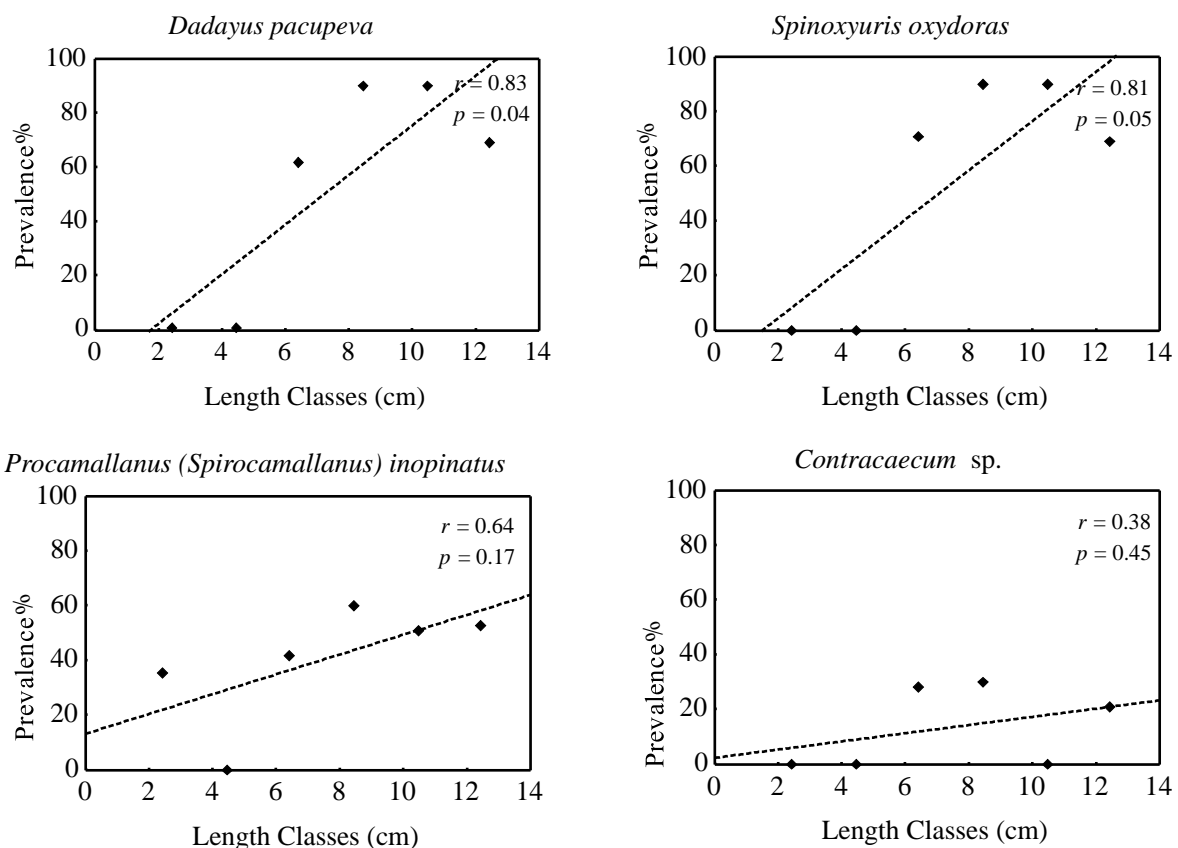 Dadayus pacupeva
100
80
60
40
20
0
Prevalence%
r = 0.83
p = 0.04
0 2 4 6 8 10 12 14
Length Classes (cm)
Spinoxyuris oxydoras
100
80
60
40
20
0
Prevalence%
r = 0.81
p = 0.05
0 2 4 6 8 10 12 14
Length Classes (cm)
Procamallanus (Spirocamallanus) inopinatus
100
80
60
40
20
0
Prevalence%
r = 0.64
p = 0.17
0 2 4 6 8 10 12 14
Length Classes (cm)
Contracaecum sp.
100
80
60
40
20
0
Prevalence%
r = 0.38
p = 0.45
0 2 4 6 8 10 12 14
Length Classes (cm)